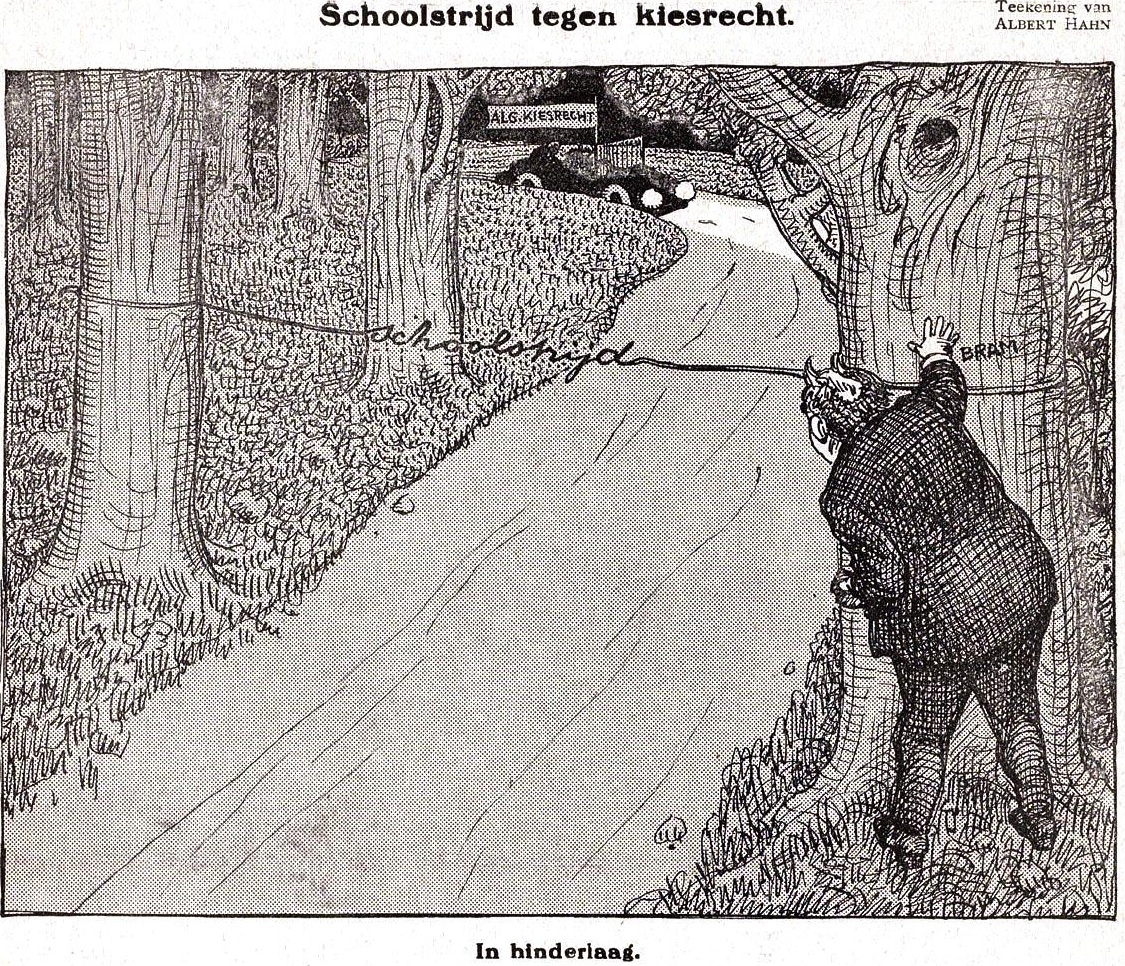 Schoolstrijd tegen kiesrecht.
Teekening van
ALBERT HAHN
ALG. KIESRECHT
schoolstrijd
BRAM
In hinderlaag.